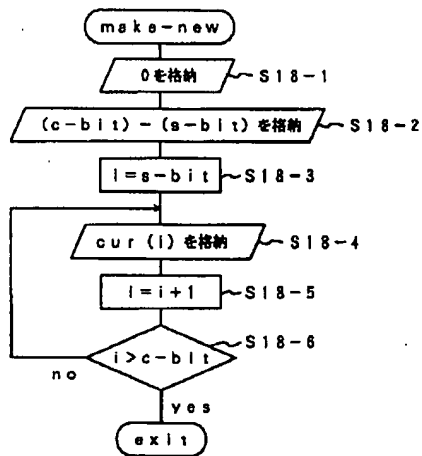 make-new
0を格納 S18-1
(c-bit)-(s-bit)を格納 S18-2
i=s-bit S18-3
cur(i)を格納 S18-4
i=i+1 S18-5
i>c-bit S18-6
no
yes
exit